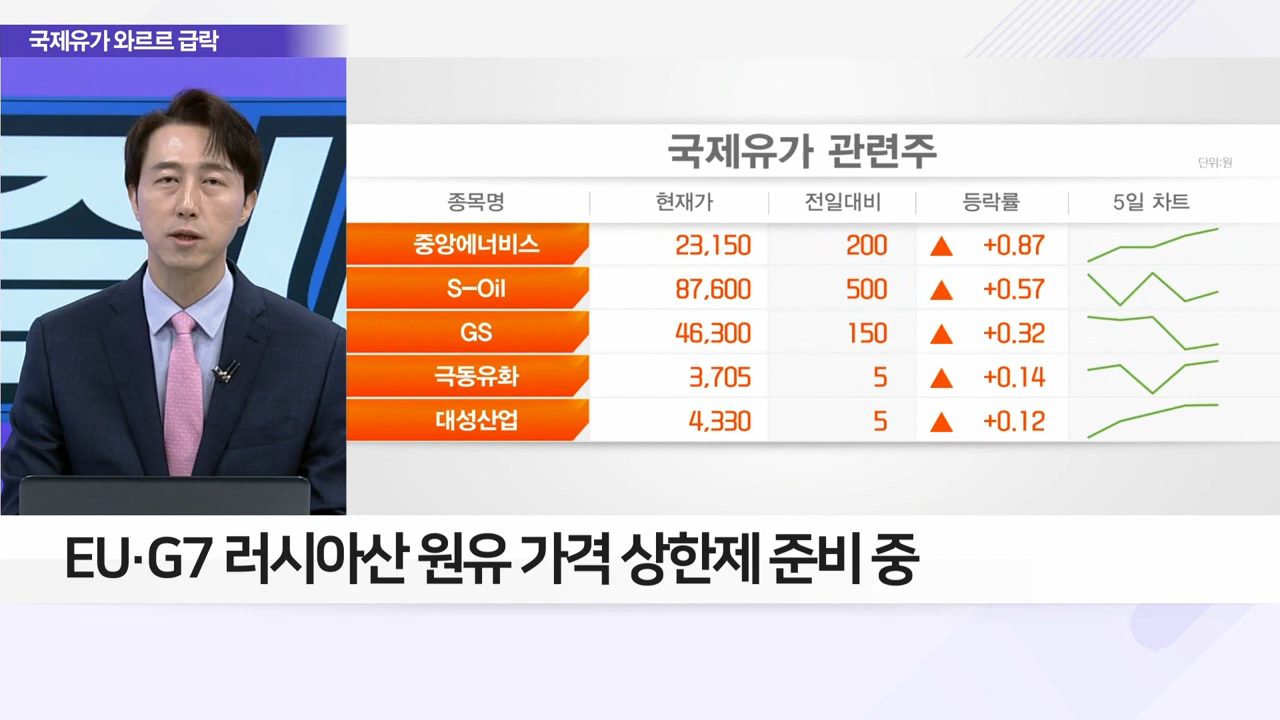 국제유가 와르르 급락
국제유가 관련주
단위:원
종목명 현재가 전일대비 등락률 5일 차트
중앙에너비스 23,150 200 ▲ +0.87
S-Oil 87,600 500 ▲ +0.57
GS 46,300 150 ▲ +0.32
극동유화 3,705 5 ▲ +0.14
대성산업 4,330 5 ▲ +0.12
EU·G7 러시아산 원유 가격 상한제 준비 중